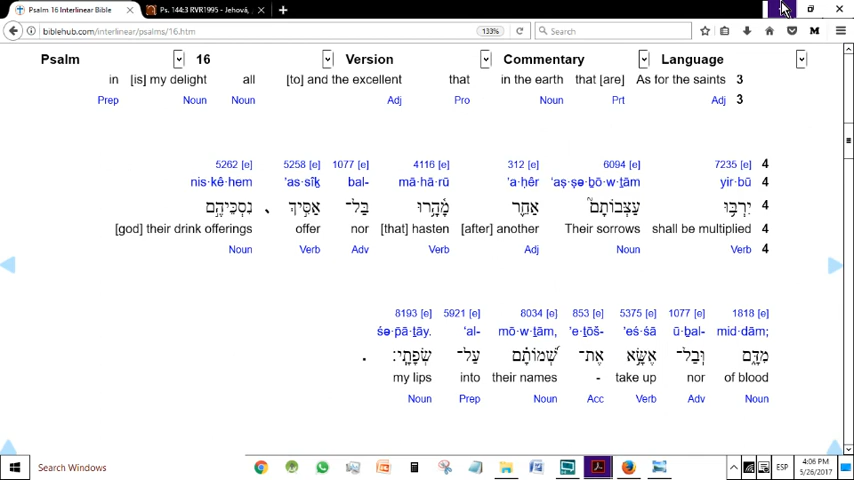 Psalm 16 Interlinear Bible
Ps. 144:3 RVR1995 - Jehová,
biblehub.com/interlinear/psalms/16.htm
133%
Search
Psalm 16 Version Commentary Language
in [is] my delight all [to] and the excellent that in the earth that [are] As for the saints 3
Prep Noun Noun Adj Pro Noun Prt Adj 3
5262 [e] 5258 [e] 1077 [e] 4116 [e] 312 [e] 6094 [e] 7235 [e] 4
nis·kê·hem 'as·sîḵ bal- mā·hā·rū 'a·ḥêr 'aṣ·ṣə·ḇō·w·ṯām yir·bū 4
יִרְבּ֥וּ עַצְּבוֹתָם֮ אַחֵ֪ר מָ֫הָ֥רוּ בַּל־ אַסִּ֣יךְ נִסְכֵּיהֶ֣ם 、 4
[god] their drink offerings offer nor [that] hasten [after] another Their sorrows shall be multiplied 4
Noun Verb Adv Verb Adj Noun Verb 4
8193 [e] 5921 [e] 8034 [e] 853 [e] 5375 [e] 1077 [e] 1818 [e]
śə·p̄ā·ṯāy. 'al- mō·w·ṯām, 'e·ṯōš- 'eś·śā ū·ḇal- mid·dām;
מִדָּ֑ם וּֽבַל־ אֶשָּׂ֥א אֶת־ שְׁ֝מוֹתָ֗ם עַל־ שְׂפָתָֽי׃ .
my lips into their names - take up nor of blood
Noun Prep Noun Acc Verb Adv Noun
Search Windows
ESP
4:06 PM
5/26/2017